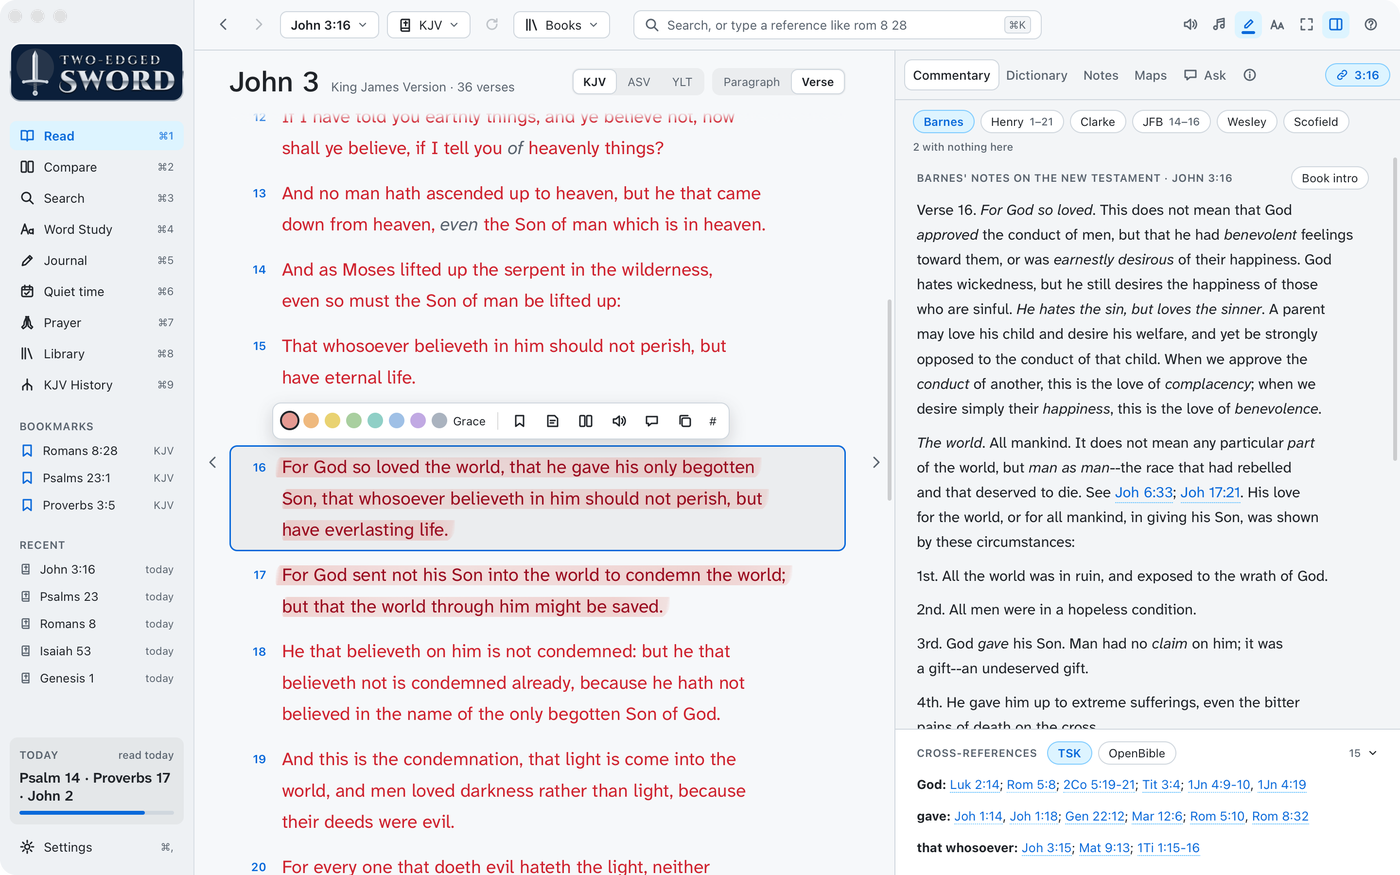 TWO-EDGED
SWORD
Read ⌘1
Compare ⌘2
Search ⌘3
Word Study ⌘4
Journal ⌘5
Quiet time ⌘6
Prayer ⌘7
Library ⌘8
KJV History ⌘9
BOOKMARKS
Romans 8:28 KJV
Psalms 23:1 KJV
Proverbs 3:5 KJV
RECENT
John 3:16 today
Psalms 23 today
Romans 8 today
Isaiah 53 today
Genesis 1 today
TODAY read today
Psalm 14 · Proverbs 17
· John 2
Settings ⌘,
John 3:16 KJV Books Search, or type a reference like rom 8 28 ⌘K AA
John 3 King James Version · 36 verses KJV ASV YLT Paragraph Verse
12 If I have told you earthly things, and ye believe not, how
shall ye believe, if I tell you of heavenly things?
13 And no man hath ascended up to heaven, but he that came
down from heaven, even the Son of man which is in heaven.
14 And as Moses lifted up the serpent in the wilderness,
even so must the Son of man be lifted up:
15 That whosoever believeth in him should not perish, but
have eternal life.
Grace #
16 For God so loved the world, that he gave his only begotten
Son, that whosoever believeth in him should not perish, but
have everlasting life.
17 For God sent not his Son into the world to condemn the world;
but that the world through him might be saved.
18 He that believeth on him is not condemned: but he that
believeth not is condemned already, because he hath not
believed in the name of the only begotten Son of God.
19 And this is the condemnation, that light is come into the
world, and men loved darkness rather than light, because
their deeds were evil.
20 For every one that doeth evil hateth the light, neither
Commentary Dictionary Notes Maps Ask 3:16
Barnes Henry 1–21 Clarke JFB 14–16 Wesley Scofield
2 with nothing here
BARNES' NOTES ON THE NEW TESTAMENT · JOHN 3:16 Book intro
Verse 16. For God so loved. This does not mean that God
approved the conduct of men, but that he had benevolent feelings
toward them, or was earnestly desirous of their happiness. God
hates wickedness, but he still desires the happiness of those
who are sinful. He hates the sin, but loves the sinner. A parent
may love his child and desire his welfare, and yet be strongly
opposed to the conduct of that child. When we approve the
conduct of another, this is the love of complacency; when we
desire simply their happiness, this is the love of benevolence.
The world. All mankind. It does not mean any particular part
of the world, but man as man--the race that had rebelled
and that deserved to die. See Joh 6:33; Joh 17:21. His love
for the world, or for all mankind, in giving his Son, was shown
by these circumstances:
1st. All the world was in ruin, and exposed to the wrath of God.
2nd. All men were in a hopeless condition.
3rd. God gave his Son. Man had no claim on him; it was
a gift--an undeserved gift.
4th. He gave him up to extreme sufferings, even the bitter
pains of death on the cross.
CROSS-REFERENCES TSK OpenBible 15
God: Luk 2:14; Rom 5:8; 2Co 5:19-21; Tit 3:4; 1Jn 4:9-10, 1Jn 4:19
gave: Joh 1:14, Joh 1:18; Gen 22:12; Mar 12:6; Rom 5:10, Rom 8:32
that whosoever: Joh 3:15; Mat 9:13; 1Ti 1:15-16